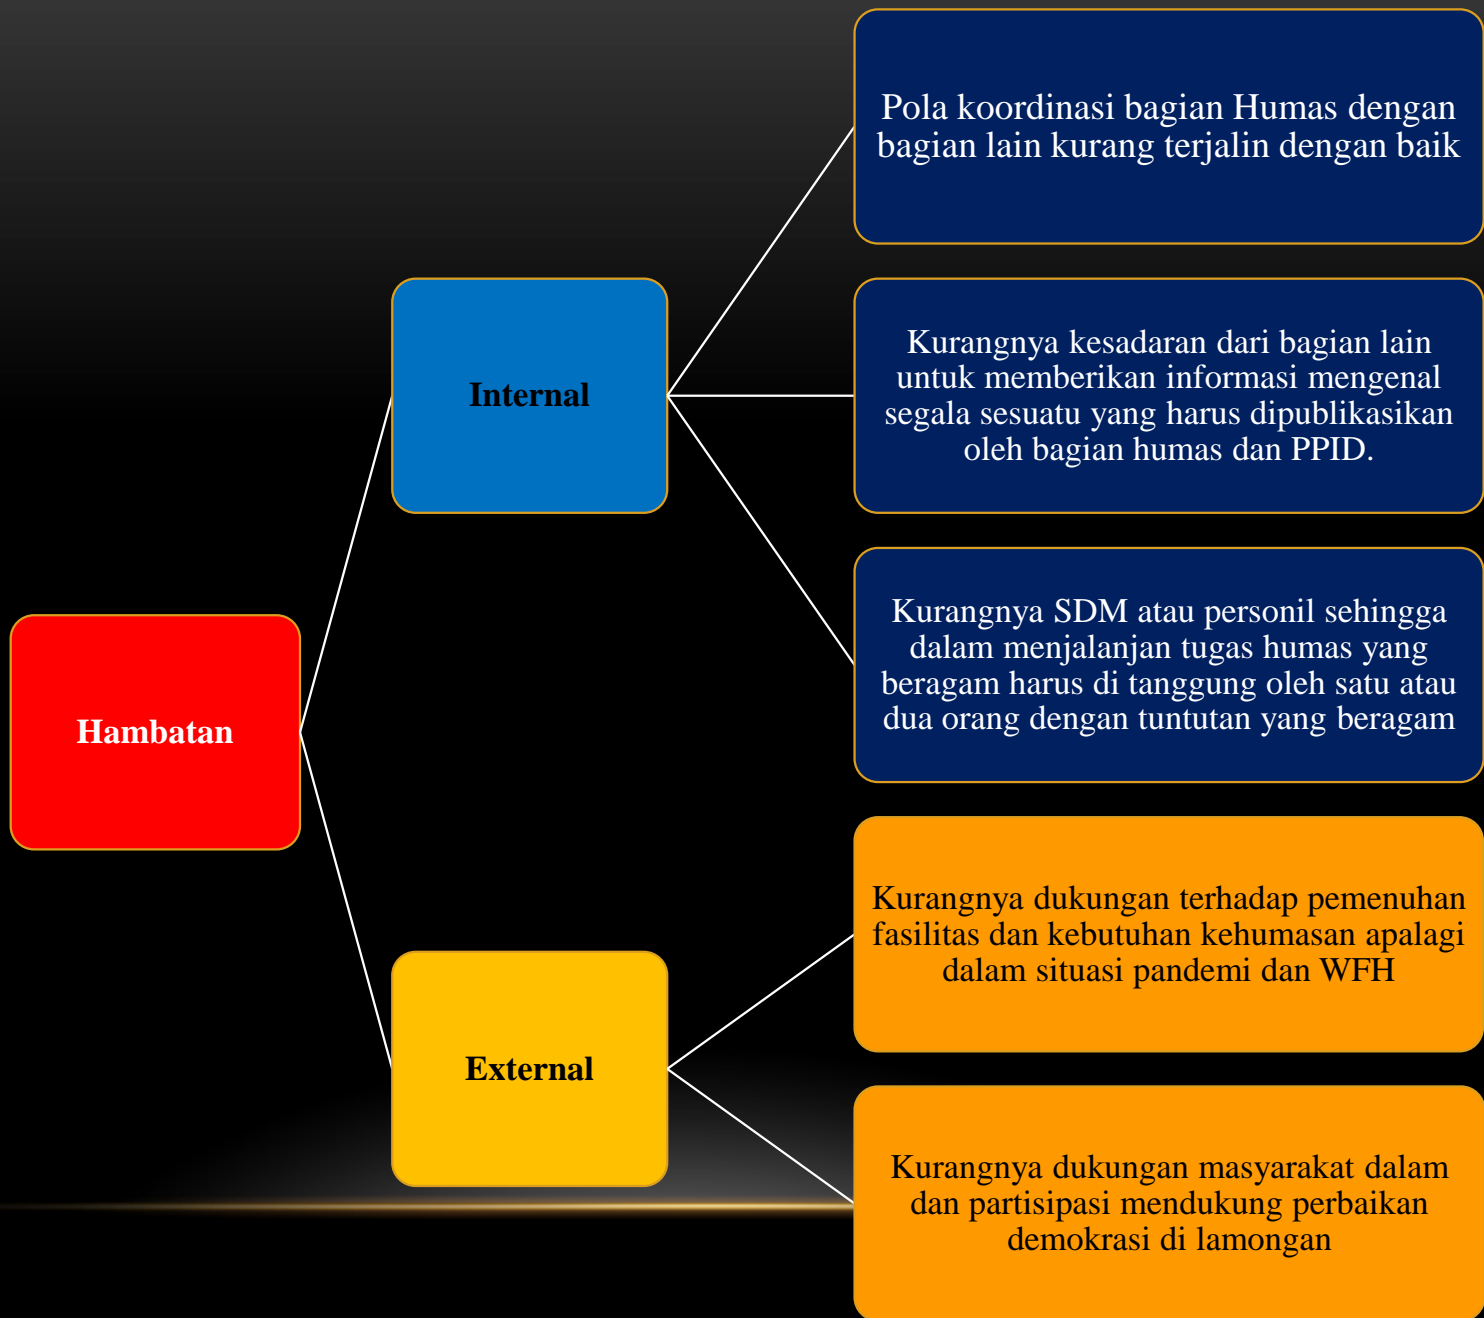 Hambatan
Internal
Pola koordinasi bagian Humas dengan
bagian lain kurang terjalin dengan baik
Kurangnya kesadaran dari bagian lain
untuk memberikan informasi mengenal
segala sesuatu yang harus dipublikasikan
oleh bagian humas dan PPID.
Kurangnya SDM atau personil sehingga
dalam menjalanjan tugas humas yang
beragam harus di tanggung oleh satu atau
dua orang dengan tuntutan yang beragam
External
Kurangnya dukungan terhadap pemenuhan
fasilitas dan kebutuhan kehumasan apalagi
dalam situasi pandemi dan WFH
Kurangnya dukungan masyarakat dalam
dan partisipasi mendukung perbaikan
demokrasi di lamongan